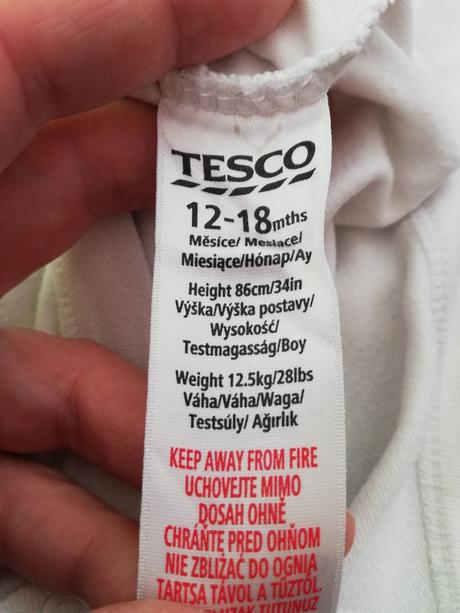 TESCO
12-18mths
Měsíce/ Mesiace/
Miesiące/Hónap/Ay
Height 86cm/34in
Výška/Výška postavy/
Wysokość/
Testmagasság/Boy
Weight 12.5kg/28lbs
Váha/Váha/Waga/
Testsúly/ Ağırlık
KEEP AWAY FROM FIRE
UCHOVEJTE MIMO
DOSAH OHNĚ
CHRÁŇTE PRED OHŇOM
NIE ZBLIŻAĆ DO OGNIA
TARTSA TÁVOL A TŰZTŐL.
UZAK TUTUNUZ